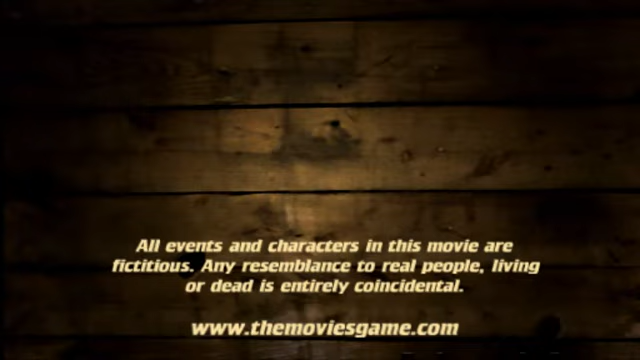 All events and characters in this movie are
fictitious. Any resemblance to real people, living
or dead is entirely coincidental.
www.themoviesgame.com